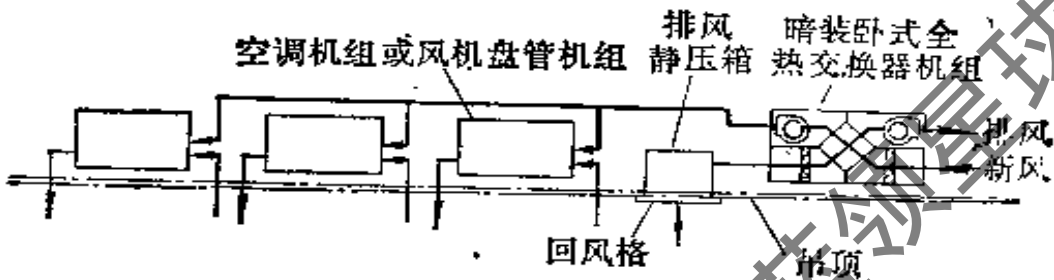 排风
静压箱
暗装卧式全
热交换器机组
空调机组或风机盘管机组
排风
新风
回风格
吊顶